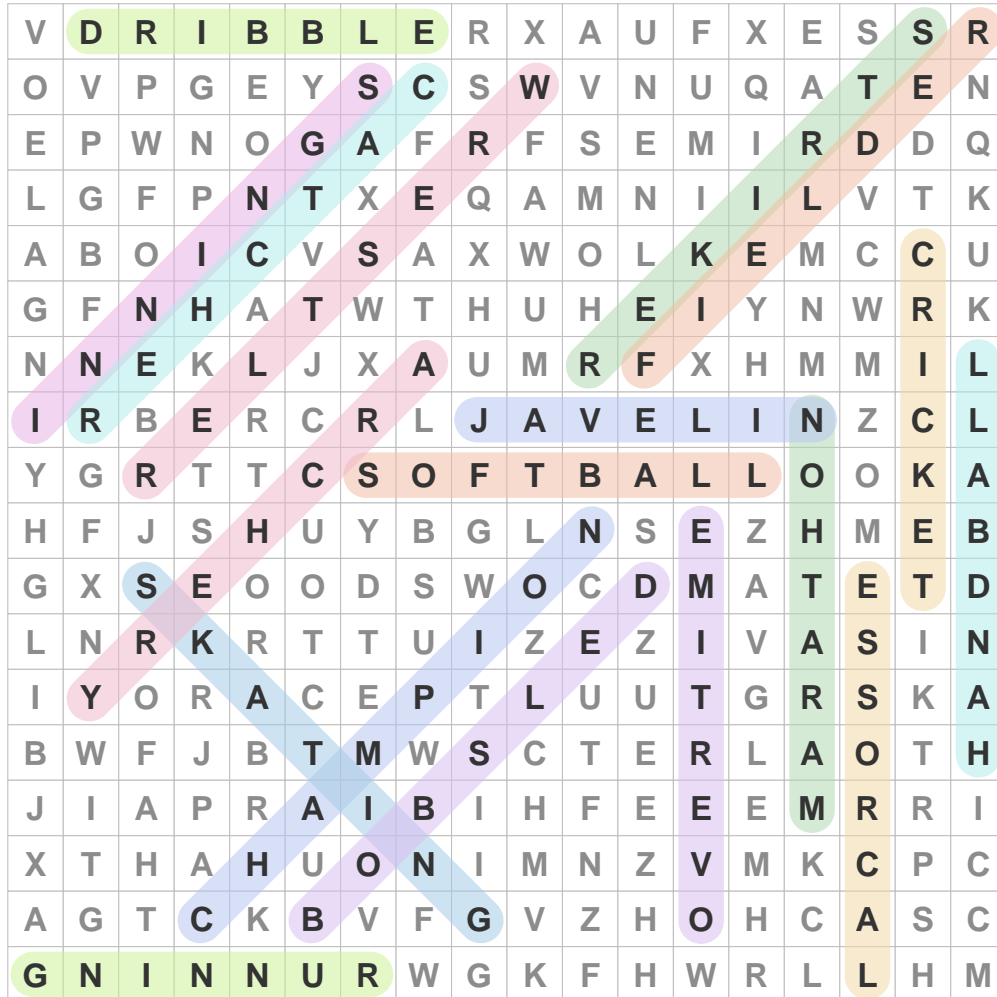 V D R I B B L E R X A U F X E S S R
O V P G E Y S C S W V N U Q A T E N
E P W N O G A F R F S E M I R D D Q
L G F P N T X E Q A M N I I L V T K
A B O I C V S A X W O L K E M C C U
G F N H A T W T H U H E I Y N W R K
N N E K L J X A U M R F X H M M I L
I R B E R C R L J A V E L I N Z C L
Y G R T T C S O F T B A L L O O K A
H F J S H U Y B G L N S E Z H M E B
G X S E O O D S W O C D M A T E T D
L N R K R T T U I Z E Z I V A S I N
I Y O R A C E P T L U U T G R S K A
B W F J B T M W S C T E R L A O T H
J I A P R A I B I H F E E E M R R I
X T H A H U O N I M N Z V M K C P C
A G T C K B V F G V Z H O H C A S C
G N I N N U R W G K F H W R L L H M